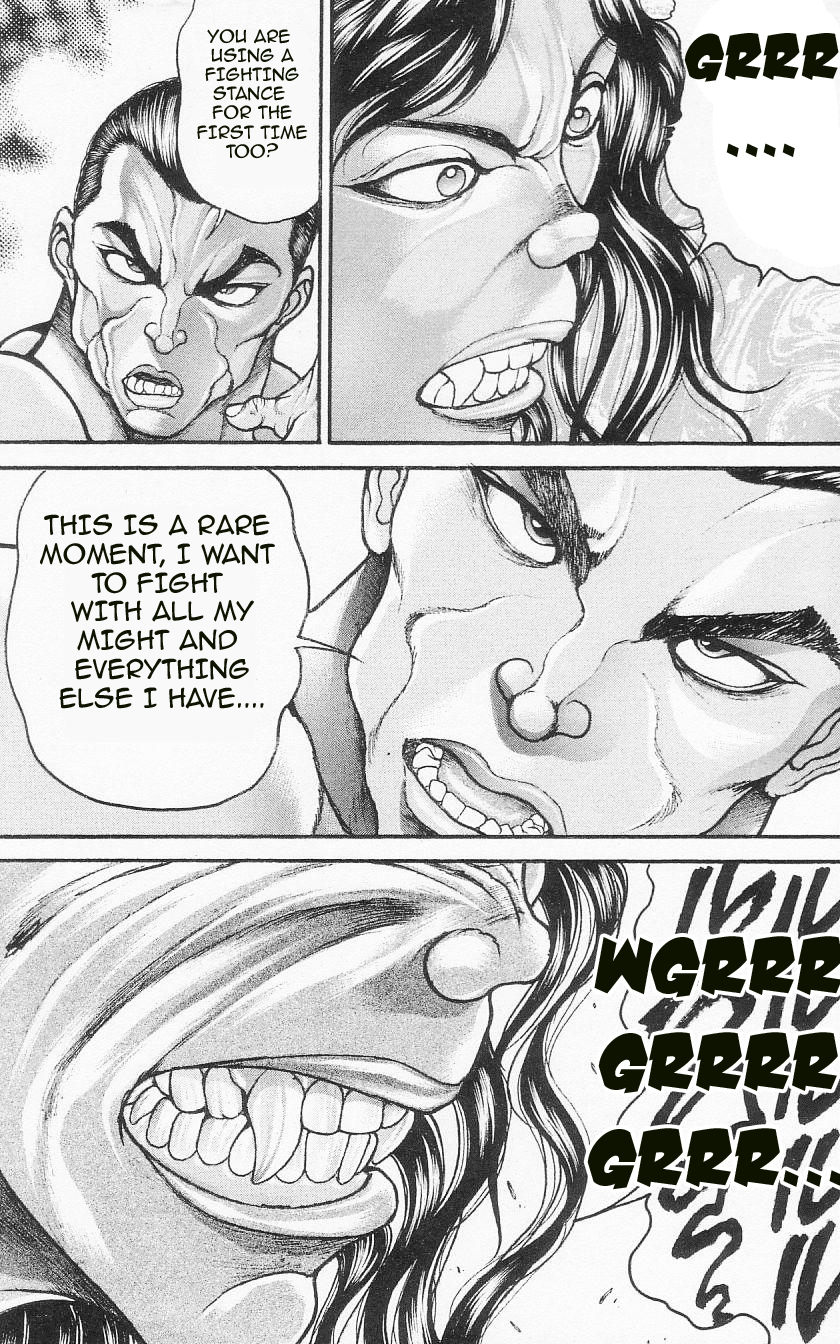 YOU ARE
USING A
FIGHTING
STANCE
FOR THE
FIRST TIME
TOO?
GRRR
....
THIS IS A RARE
MOMENT, I WANT
TO FIGHT
WITH ALL MY
MIGHT AND
EVERYTHING
ELSE I HAVE....
WGRRR
GRRRR
GRRR...